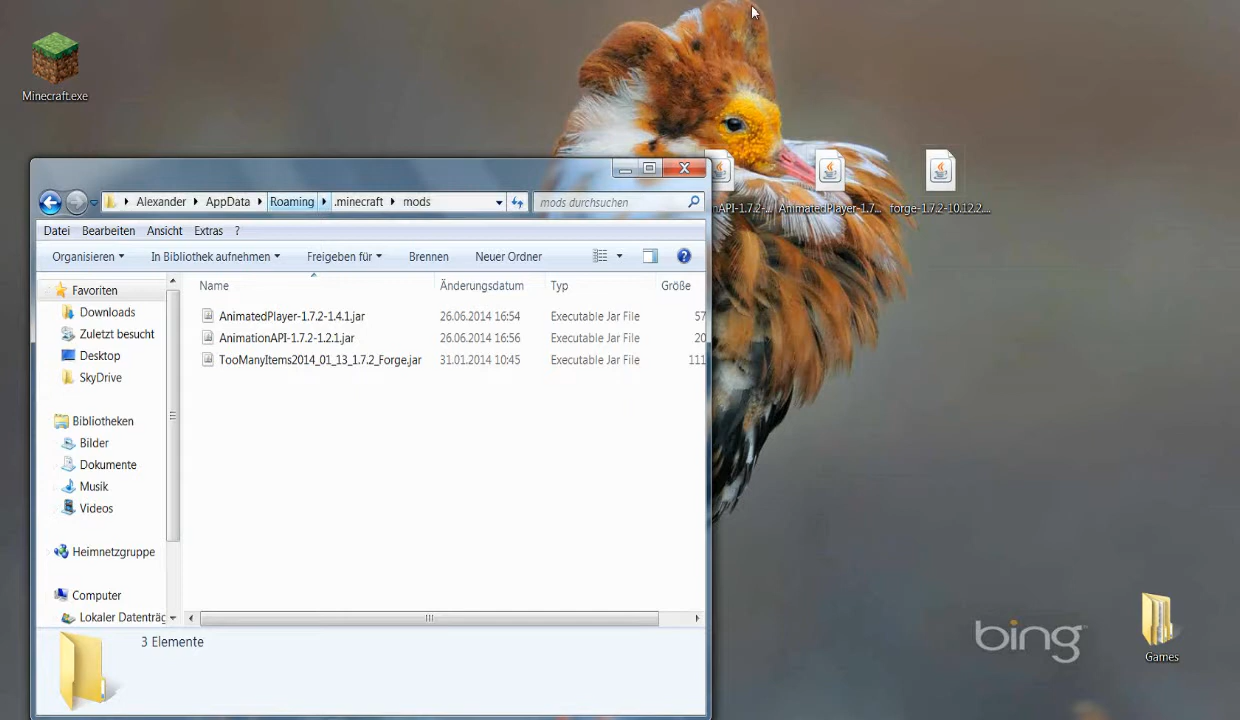 Minecraft.exe
nAPI-1.7.2-... AnimatedPlayer-1.7... forge-1.7.2-10.12.2....
Alexander AppData Roaming .minecraft mods
mods durchsuchen
Datei Bearbeiten Ansicht Extras ?
Organisieren In Bibliothek aufnehmen Freigeben für Brennen Neuer Ordner
Name Änderungsdatum Typ Größe
AnimatedPlayer-1.7.2-1.4.1.jar 26.06.2014 16:54 Executable Jar File 57
AnimationAPI-1.7.2-1.2.1.jar 26.06.2014 16:56 Executable Jar File 20
TooManyItems2014_01_13_1.7.2_Forge.jar 31.01.2014 10:45 Executable Jar File 111
Favoriten
Downloads
Zuletzt besucht
Desktop
SkyDrive
Bibliotheken
Bilder
Dokumente
Musik
Videos
Heimnetzgruppe
Computer
Lokaler Datenträg
3 Elemente
bing
Games